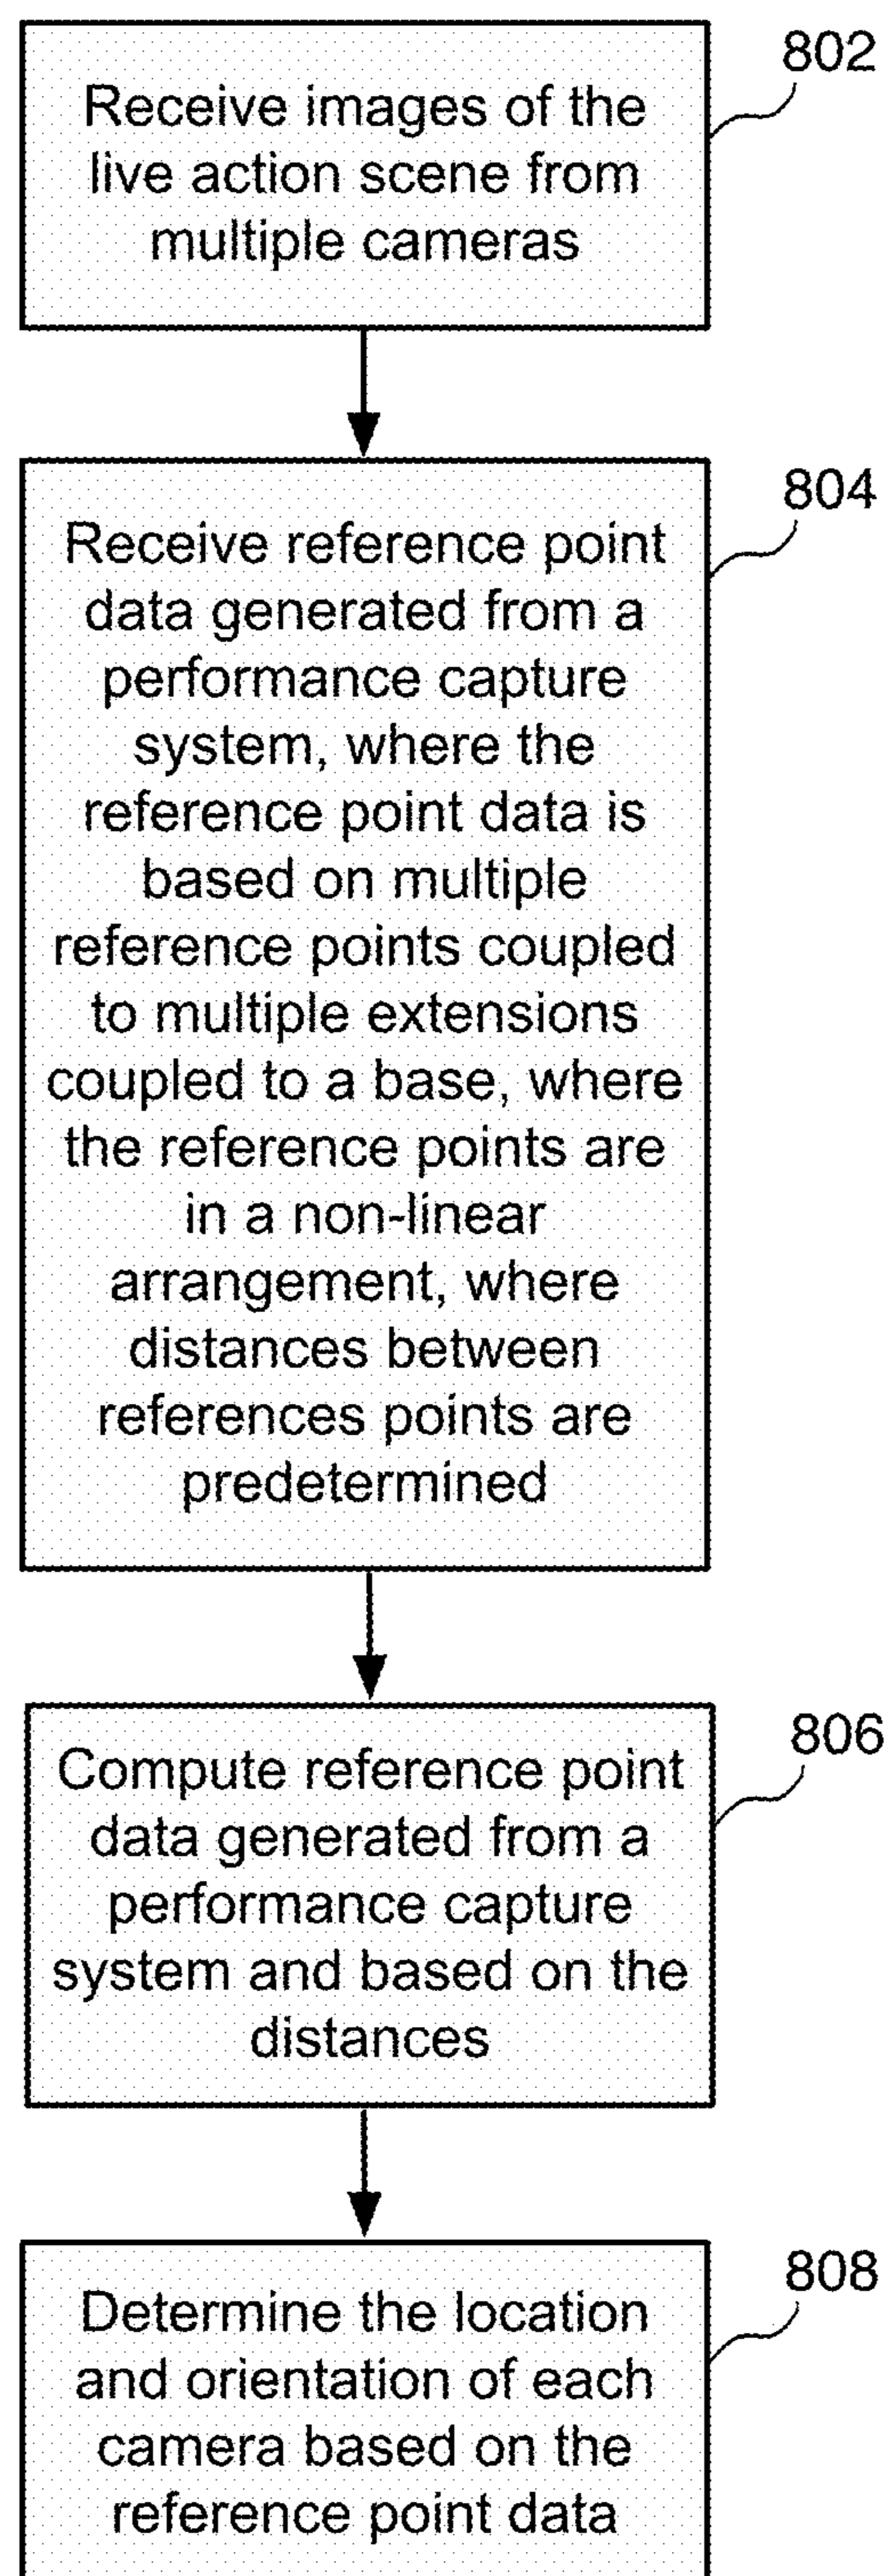 802
Receive images of the
live action scene from
multiple cameras
804
Receive reference point
data generated from a
performance capture
system, where the
reference point data is
based on multiple
reference points coupled
to multiple extensions
coupled to a base, where
the reference points are
in a non-linear
arrangement, where
distances between
references points are
predetermined
806
Compute reference point
data generated from a
performance capture
system and based on the
distances
808
Determine the location
and orientation of each
camera based on the
reference point data